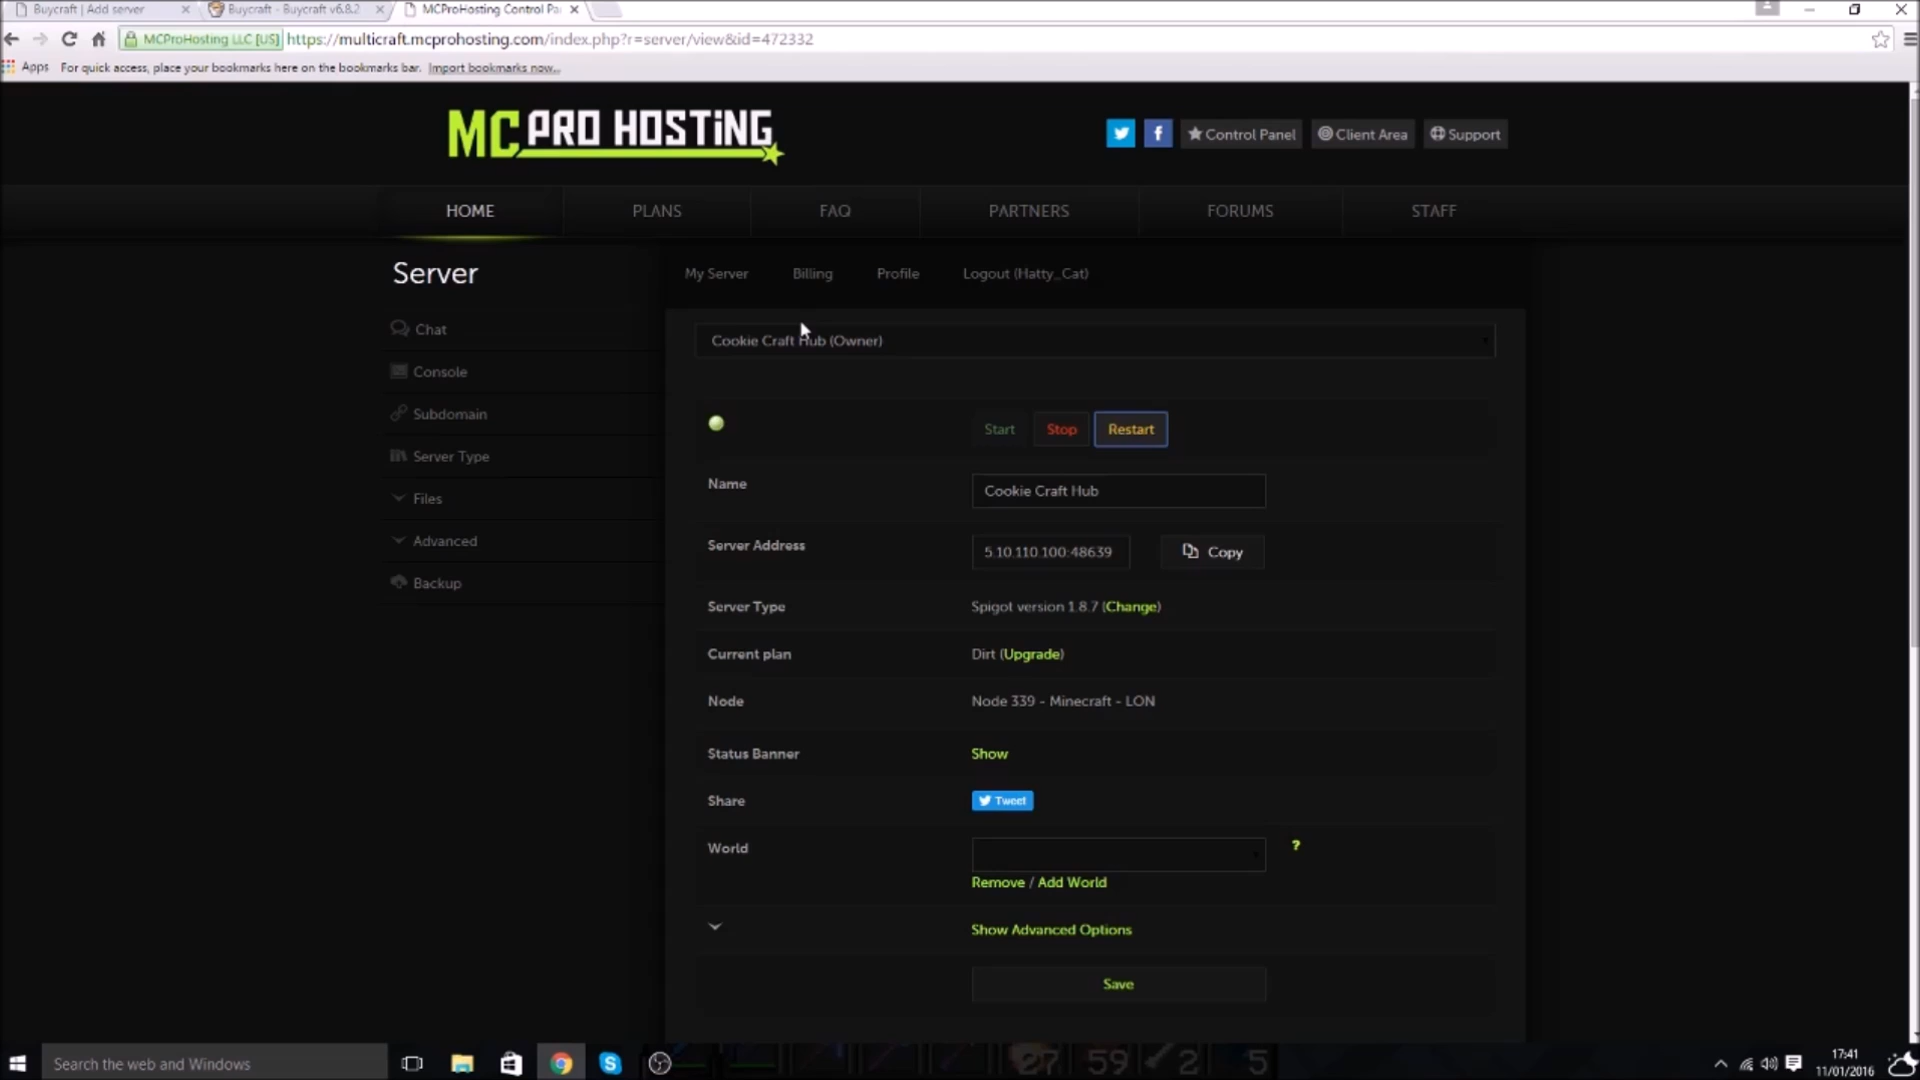 Buycraft | Add server
Buycraft - Buycraft v6.8.2
MCProHosting Control Pa
MCProHosting LLC [US]
https://multicraft.mcprohosting.com/index.php?r=server/view&id=472332
Apps
For quick access, place your bookmarks here on the bookmarks bar. Import bookmarks now...
MC PRO HOSTiNG
Control Panel
Client Area
Support
HOME
PLANS
FAQ
PARTNERS
FORUMS
STAFF
Server
My Server
Billing
Profile
Logout (Hatty_Cat)
Chat
Console
Subdomain
Server Type
Files
Advanced
Backup
Cookie Craft Hub (Owner)
Start
Stop
Restart
Name
Cookie Craft Hub
Server Address
5.10.110.100:48639
Copy
Server Type
Spigot version 1.8.7 (Change)
Current plan
Dirt (Upgrade)
Node
Node 339 - Minecraft - LON
Status Banner
Show
Share
Tweet
World
?
Remove / Add World
Show Advanced Options
Save
Search the web and Windows
27
59
2
5
17:41
11/01/2016